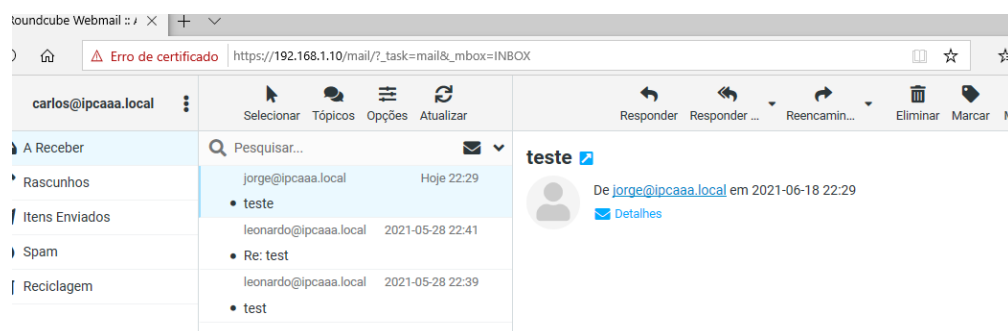 Roundcube Webmail :: A
Erro de certificado https://192.168.1.10/mail/?_task=mail&_mbox=INBOX
carlos@ipcaaa.local
Selecionar Tópicos Opções Atualizar
Responder Responder ... Reencamin... Eliminar Marcar M
A Receber
Rascunhos
Itens Enviados
Spam
Reciclagem
Pesquisar...
jorge@ipcaaa.local Hoje 22:29
teste
leonardo@ipcaaa.local 2021-05-28 22:41
Re: test
leonardo@ipcaaa.local 2021-05-28 22:39
test
teste
De jorge@ipcaaa.local em 2021-06-18 22:29
Detalhes